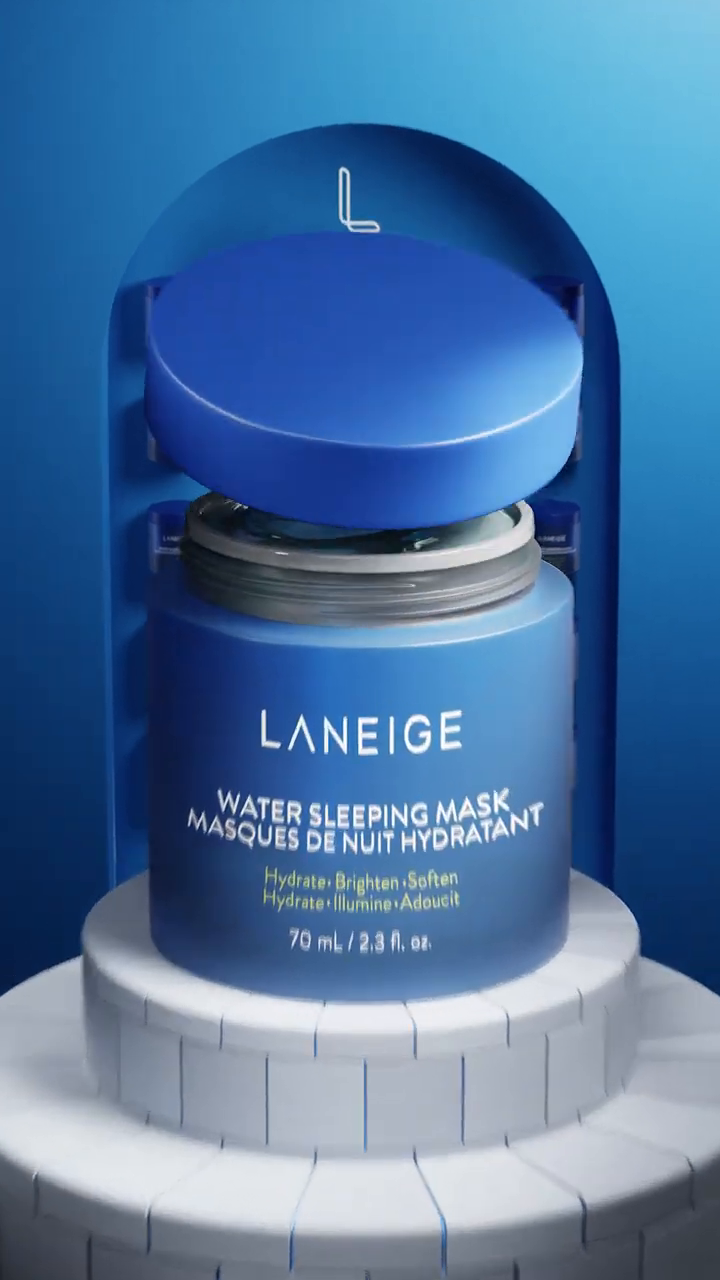 L
LANEIGE
WATER SLEEPING MASK
MASQUES DE NUIT HYDRATANT
Hydrate · Brighten · Soften
Hydrate · Illumine · Adoucit
70 mL / 2.3 fl. oz.